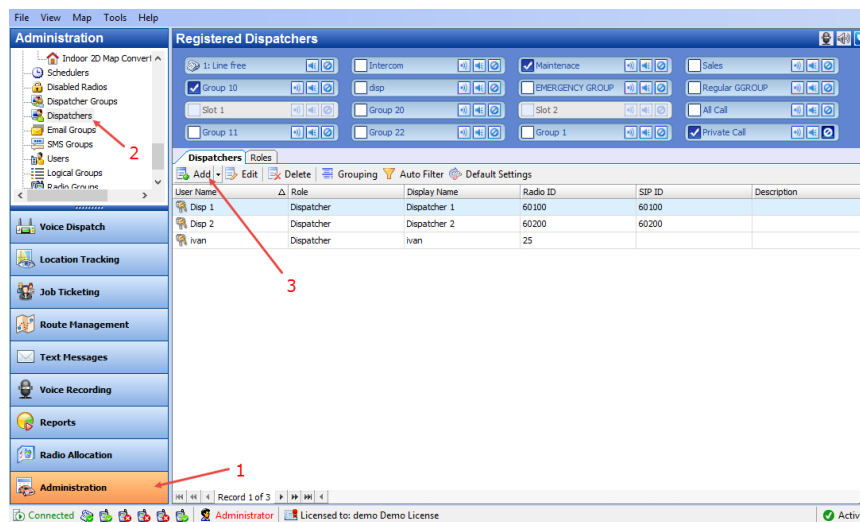 File View Map Tools Help
Administration
Registered Dispatchers
Indoor 2D Map Convert
Schedulers
Disabled Radios
Dispatcher Groups
Dispatchers
Email Groups
SMS Groups
Users
Logical Groups
Radio Groups
2
1: Line free Intercom Maintenace Sales
Group 10 disp EMERGENCY GROUP Regular GGROUP
Slot 1 Group 20 Slot 2 All Call
Group 11 Group 22 Group 1 Private Call
Dispatchers Roles
Add Edit Delete Grouping Auto Filter Default Settings
User Name Role Display Name Radio ID SIP ID Description
Disp 1 Dispatcher Dispatcher 1 60100 60100
Disp 2 Dispatcher Dispatcher 2 60200 60200
ivan Dispatcher ivan 25
3
Voice Dispatch
Location Tracking
Job Ticketing
Route Management
Text Messages
Voice Recording
Reports
Radio Allocation
Administration
1
Record 1 of 3
Connected Administrator Licensed to: demo Demo License Activ